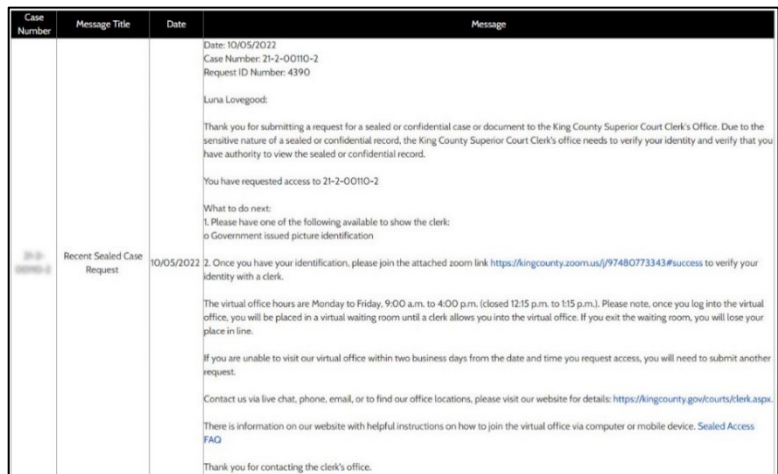 Case Number
Message Title
Date
Message
Date: 10/05/2022
Case Number: 21-2-00110-2
Request ID Number: 4390
Luna Lovegood:
Thank you for submitting a request for a sealed or confidential case or document to the King County Superior Court Clerk's Office. Due to the
sensitive nature of a sealed or confidential record, the King County Superior Court Clerk's office needs to verify your identity and verify that you
have authority to view the sealed or confidential record.
You have requested access to 21-2-00110-2
What to do next:
1. Please have one of the following available to show the clerk:
o Government issued picture identification
Recent Sealed Case
Request
10/05/2022
2. Once you have your identification, please join the attached zoom link https://kingcounty.zoom.us/j/97480773343#success to verify your
identity with a clerk.
The virtual office hours are Monday to Friday, 9:00 a.m. to 4:00 p.m. (closed 12:15 p.m. to 1:15 p.m.). Please note, once you log into the virtual
office, you will be placed in a virtual waiting room until a clerk allows you into the virtual office. If you exit the waiting room, you will lose your
place in line.
If you are unable to visit our virtual office within two business days from the date and time you request access, you will need to submit another
request.
Contact us via live chat, phone, email, or to find our office locations, please visit our website for details: https://kingcounty.gov/courts/clerk.aspx.
There is information on our website with helpful instructions on how to join the virtual office via computer or mobile device. Sealed Access
FAQ
Thank you for contacting the clerk's office.